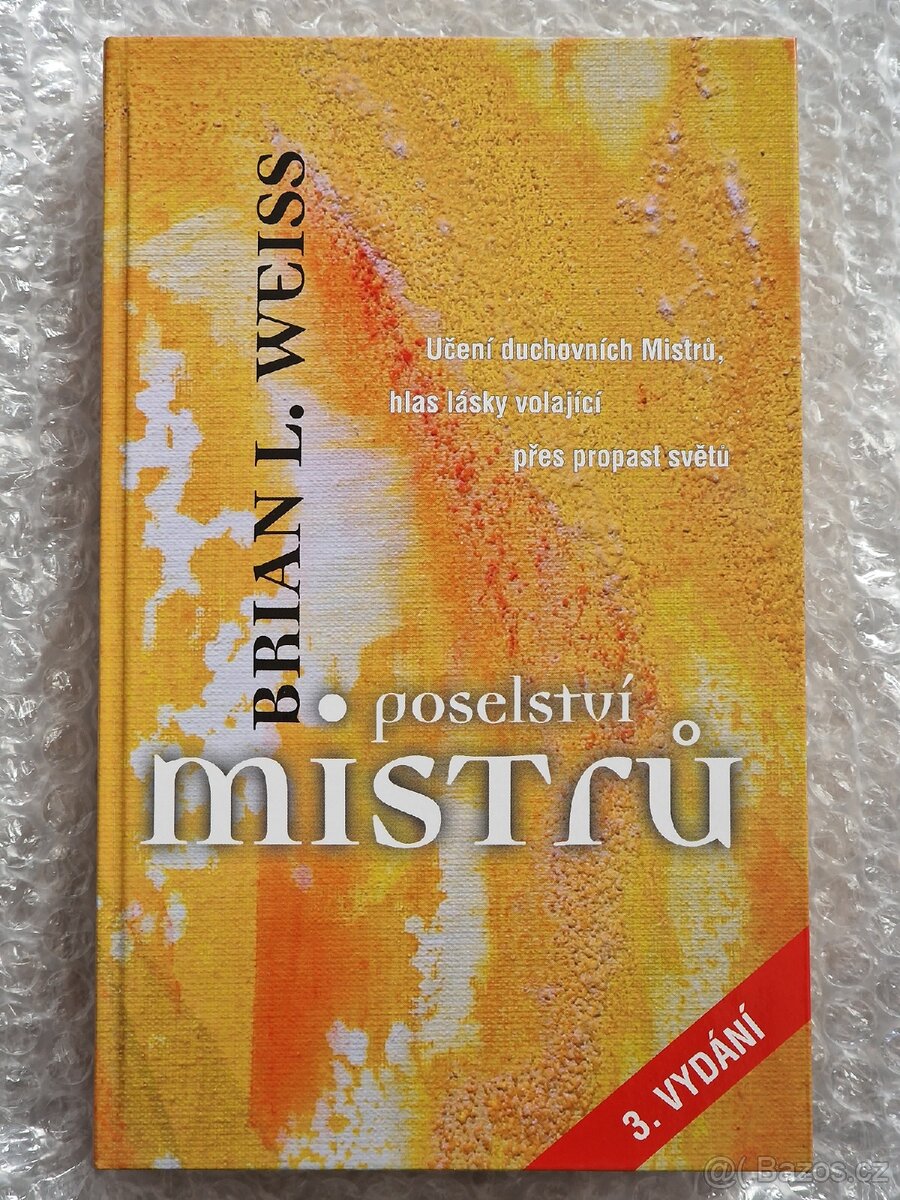 BRIAN L. WEISS
Učení duchovních Mistrů,
hlas lásky volající
přes propast světů
poselství
mistrů
3. VYDÁNÍ
@( Bazos.cz